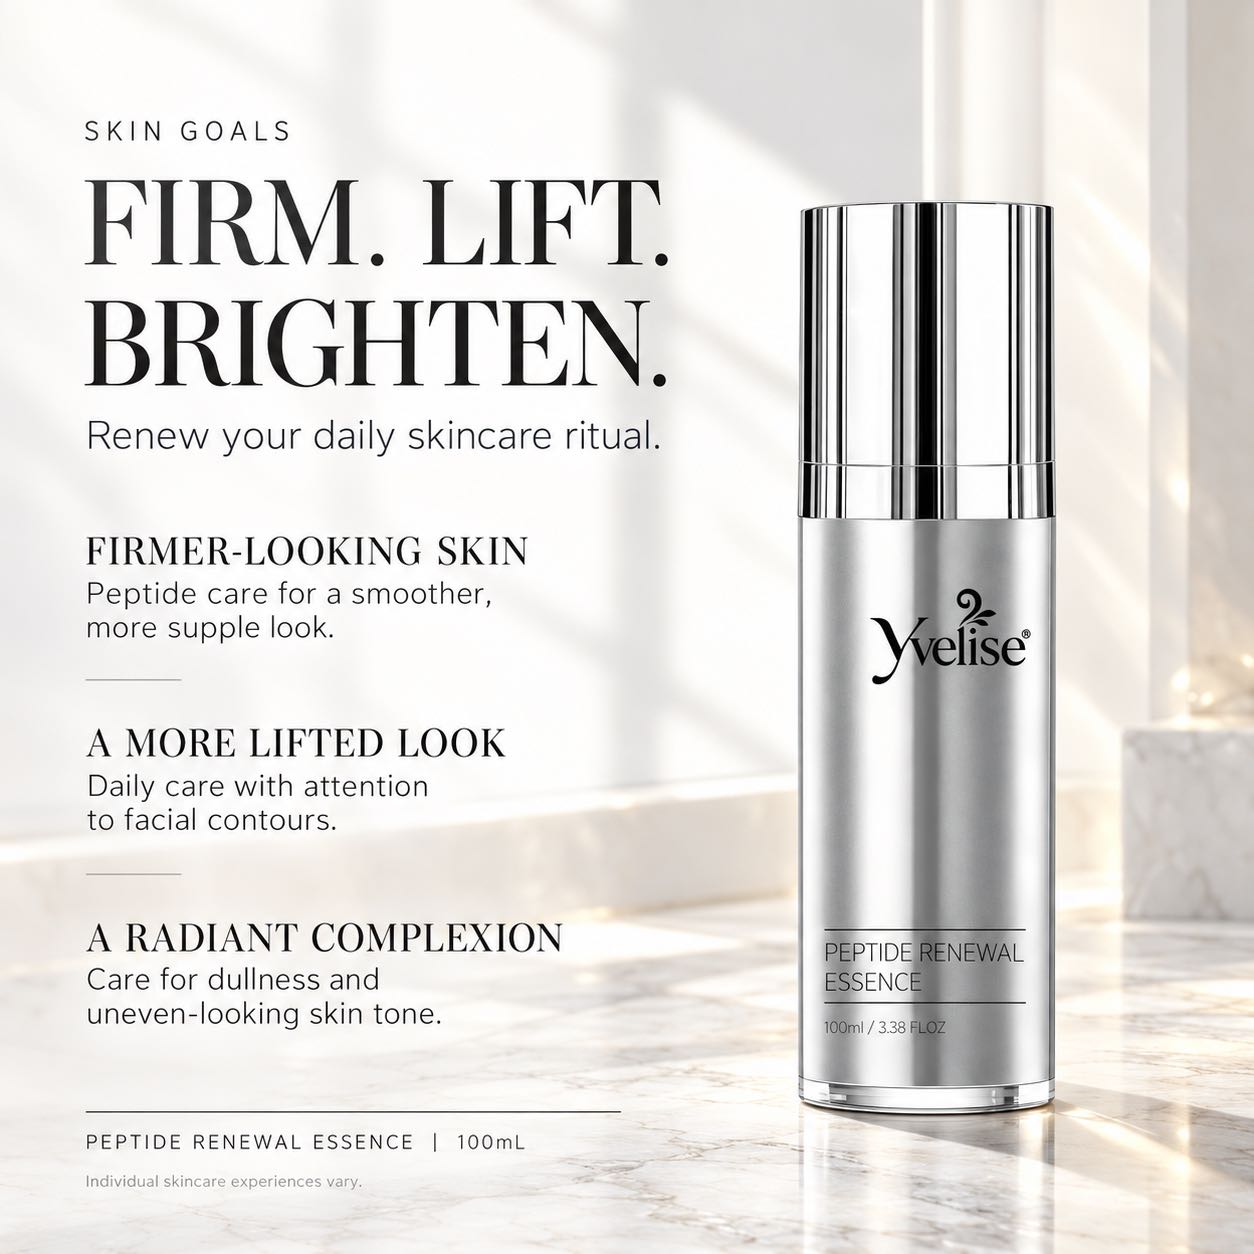 SKIN GOALS
FIRM. LIFT.
BRIGHTEN.
Renew your daily skincare ritual.
FIRMER-LOOKING SKIN
Peptide care for a smoother,
more supple look.
A MORE LIFTED LOOK
Daily care with attention
to facial contours.
A RADIANT COMPLEXION
Care for dullness and
uneven-looking skin tone.
PEPTIDE RENEWAL ESSENCE | 100mL
Individual skincare experiences vary.
Yvelise®
PEPTIDE RENEWAL
ESSENCE
100ml / 3.38 FLOZ